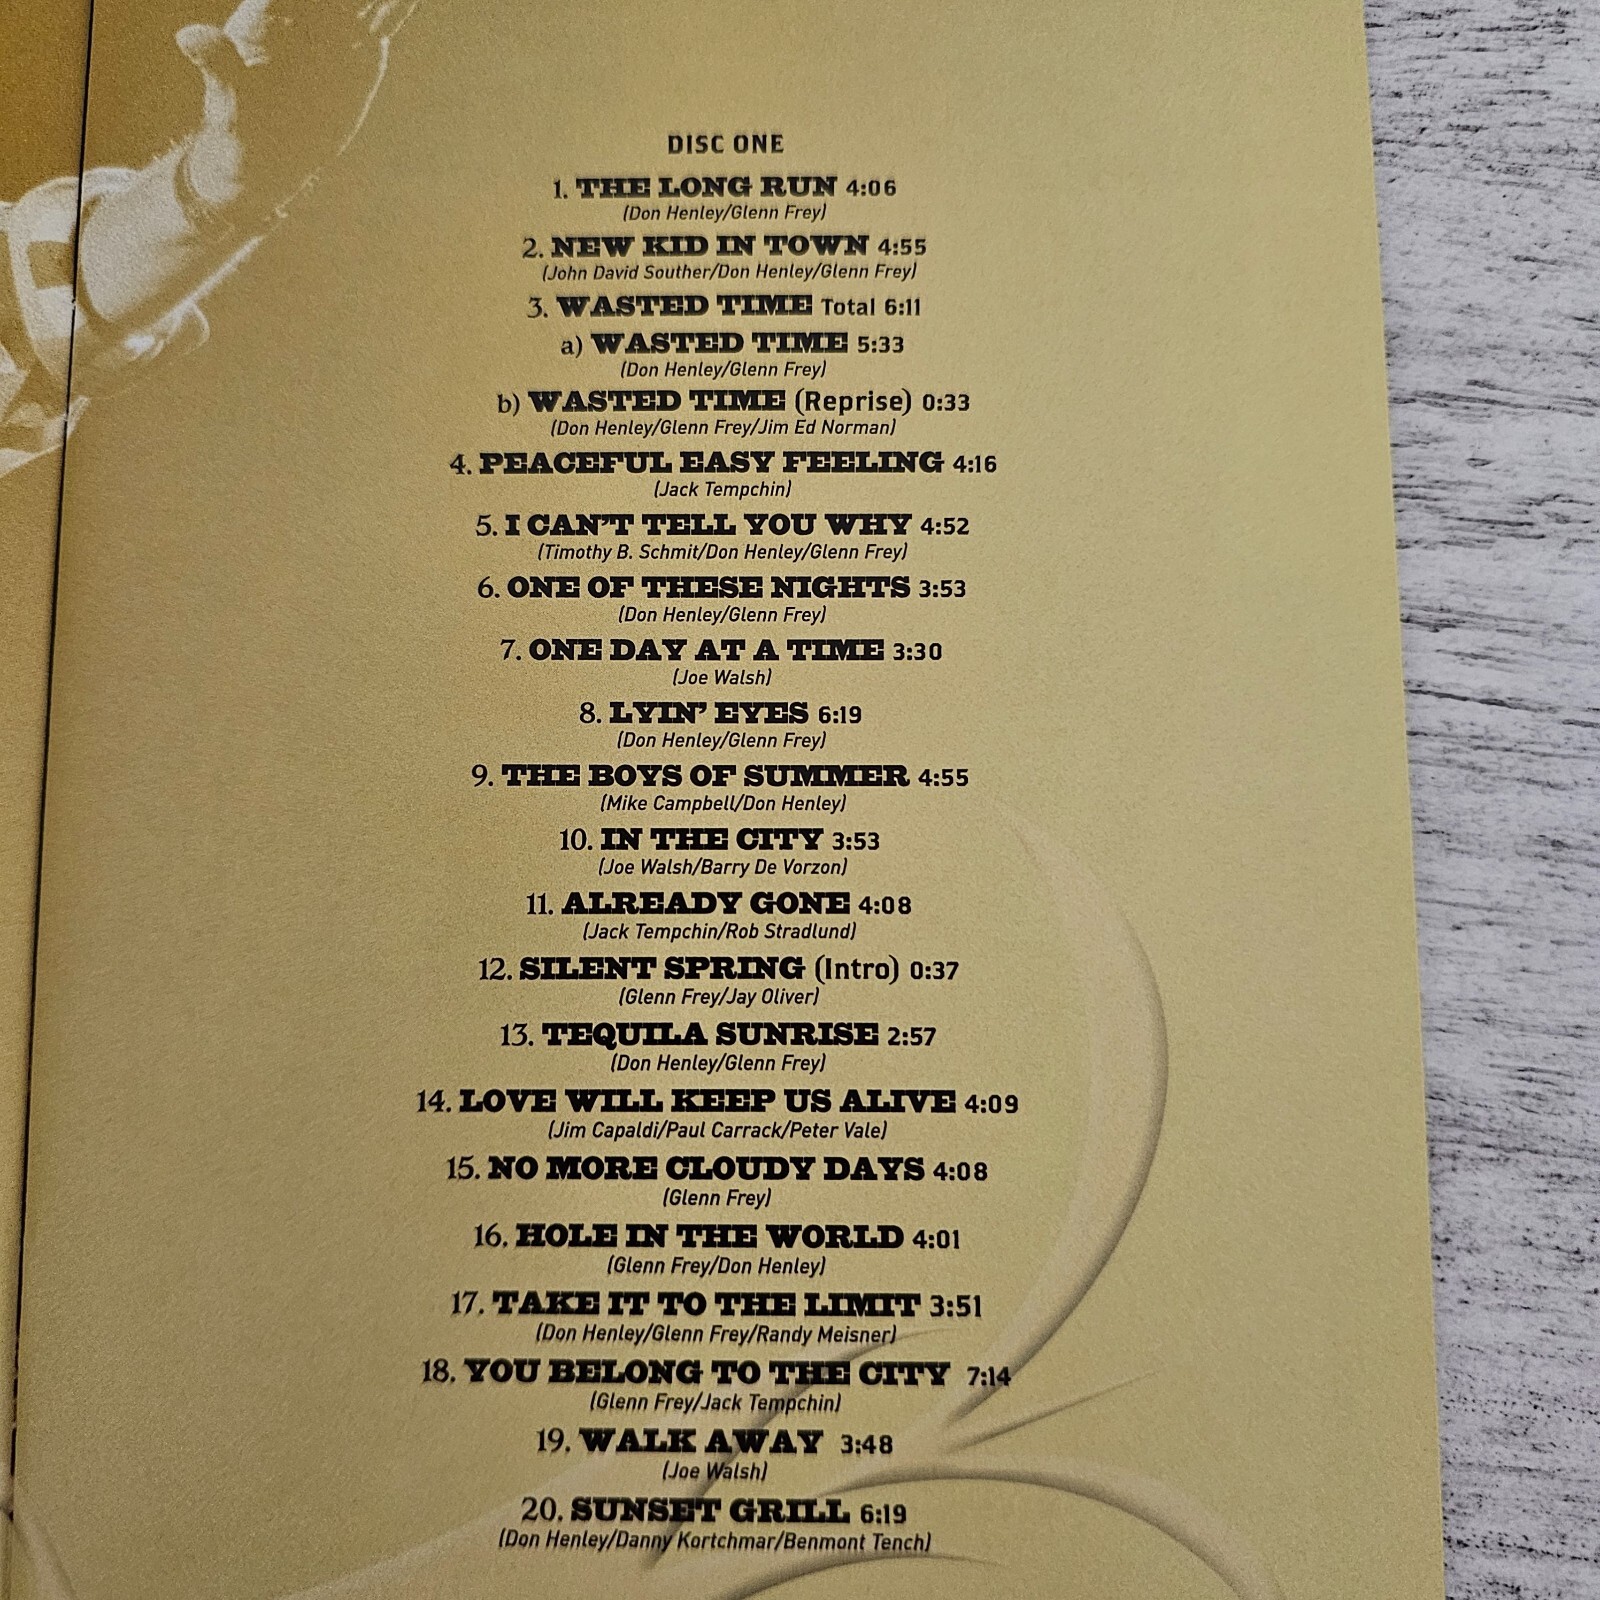 DISC ONE
1. THE LONG RUN 4:06
(Don Henley/Glenn Frey)
2. NEW KID IN TOWN 4:55
(John David Souther/Don Henley/Glenn Frey)
3. WASTED TIME Total 6:11
a) WASTED TIME 5:33
(Don Henley/Glenn Frey)
b) WASTED TIME (Reprise) 0:33
(Don Henley/Glenn Frey/Jim Ed Norman)
4. PEACEFUL EASY FEELING 4:16
(Jack Tempchin)
5. I CAN'T TELL YOU WHY 4:52
(Timothy B. Schmit/Don Henley/Glenn Frey)
6. ONE OF THESE NIGHTS 3:53
(Don Henley/Glenn Frey)
7. ONE DAY AT A TIME 3:30
(Joe Walsh)
8. LYIN' EYES 6:19
(Don Henley/Glenn Frey)
9. THE BOYS OF SUMMER 4:55
(Mike Campbell/Don Henley)
10. IN THE CITY 3:53
(Joe Walsh/Barry De Vorzon)
11. ALREADY GONE 4:08
(Jack Tempchin/Rob Stradlund)
12. SILENT SPRING (Intro) 0:37
(Glenn Frey/Jay Oliver)
13. TEQUILA SUNRISE 2:57
(Don Henley/Glenn Frey)
14. LOVE WILL KEEP US ALIVE 4:09
(Jim Capaldi/Paul Carrack/Peter Vale)
15. NO MORE CLOUDY DAYS 4:08
(Glenn Frey)
16. HOLE IN THE WORLD 4:01
(Glenn Frey/Don Henley)
17. TAKE IT TO THE LIMIT 3:51
(Don Henley/Glenn Frey/Randy Meisner)
18. YOU BELONG TO THE CITY 7:14
(Glenn Frey/Jack Tempchin)
19. WALK AWAY 3:48
(Joe Walsh)
20. SUNSET GRILL 6:19
(Don Henley/Danny Kortchmar/Benmont Tench)